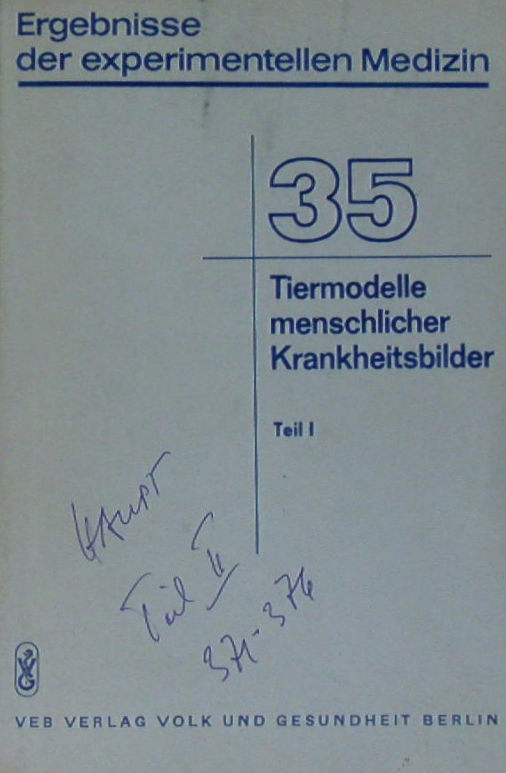 Ergebnisse
der experimentellen Medizin
35
Tiermodelle
menschlicher
Krankheitsbilder
Teil I
HAUPT
Teil II
371-376
VEB VERLAG VOLK UND GESUNDHEIT BERLIN